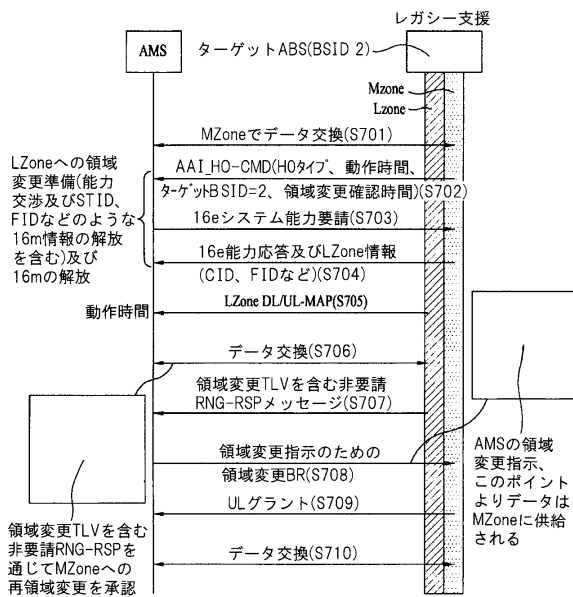 レガシー支援
AMS
ターゲットABS(BSID 2)
Mzone
Lzone
MZoneでデータ交換(S701)
LZoneへの領域
変更準備(能力
交渉及びSTID、
FIDなどのような
16m情報の解放
を含む)及び
16mの解放
AAI_HO-CMD(HOタイプ、動作時間、
ターゲットBSID=2、領域変更確認時間)(S702)
16eシステム能力要請(S703)
16e能力応答及びLZone情報
(CID、FIDなど)(S704)
動作時間
LZone DL/UL-MAP(S705)
データ交換(S706)
領域変更TLVを含む非要請
RNG-RSPメッセージ(S707)
領域変更指示のための
領域変更BR(S708)
ULグラント(S709)
データ交換(S710)
AMSの領域
変更指示、
このポイント
よりデータは
MZoneに供給
される
領域変更TLVを含む
非要請RNG-RSPを
通じてMZoneへの
再領域変更を承認